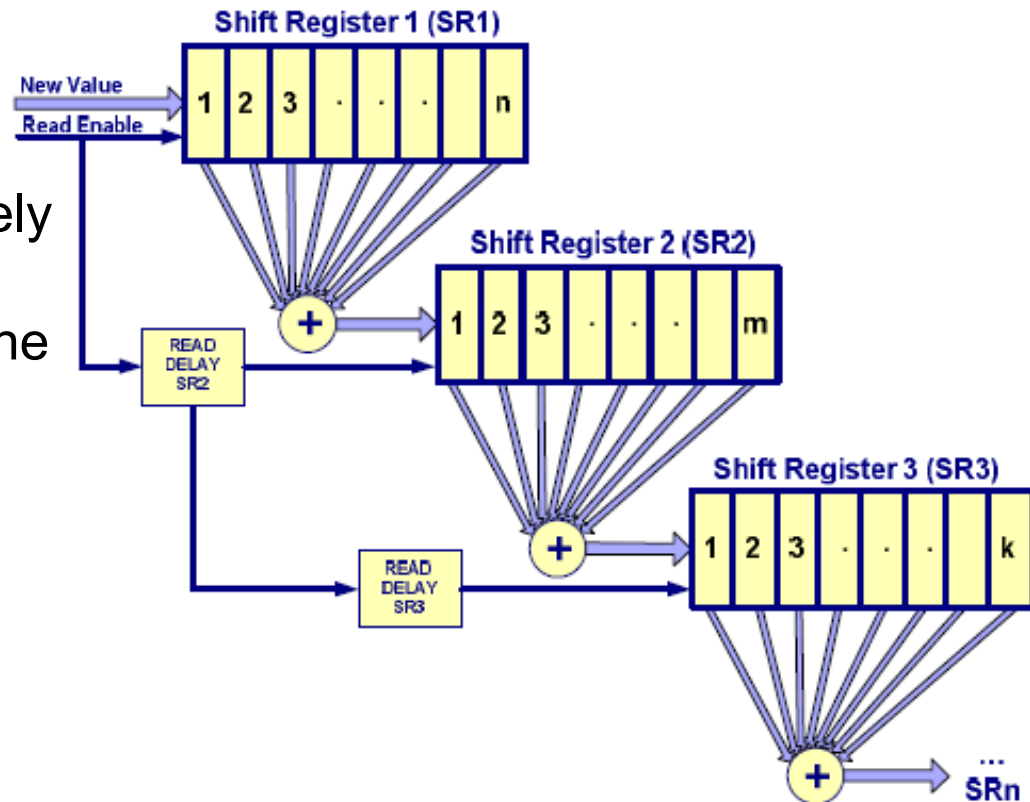 Shift Register 1 (SR1)
New Value
Read Enable
1 2 3 . . . n
ely
Shift Register 2 (SR2)
+
1 2 3 . . . m
ne
READ
DELAY
SR2
Shift Register 3 (SR3)
+
1 2 3 . . . k
READ
DELAY
SR3
+
...
SRn